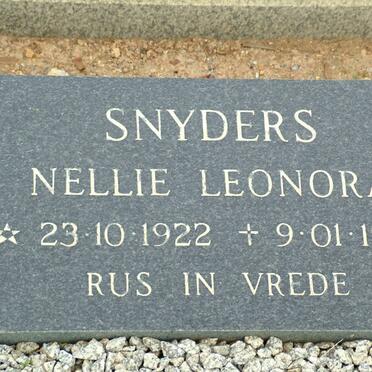 SNYDERS
NELLIE LEONORA
☆ 23·10·1922 ✝ 9·01·1
RUS IN VREDE